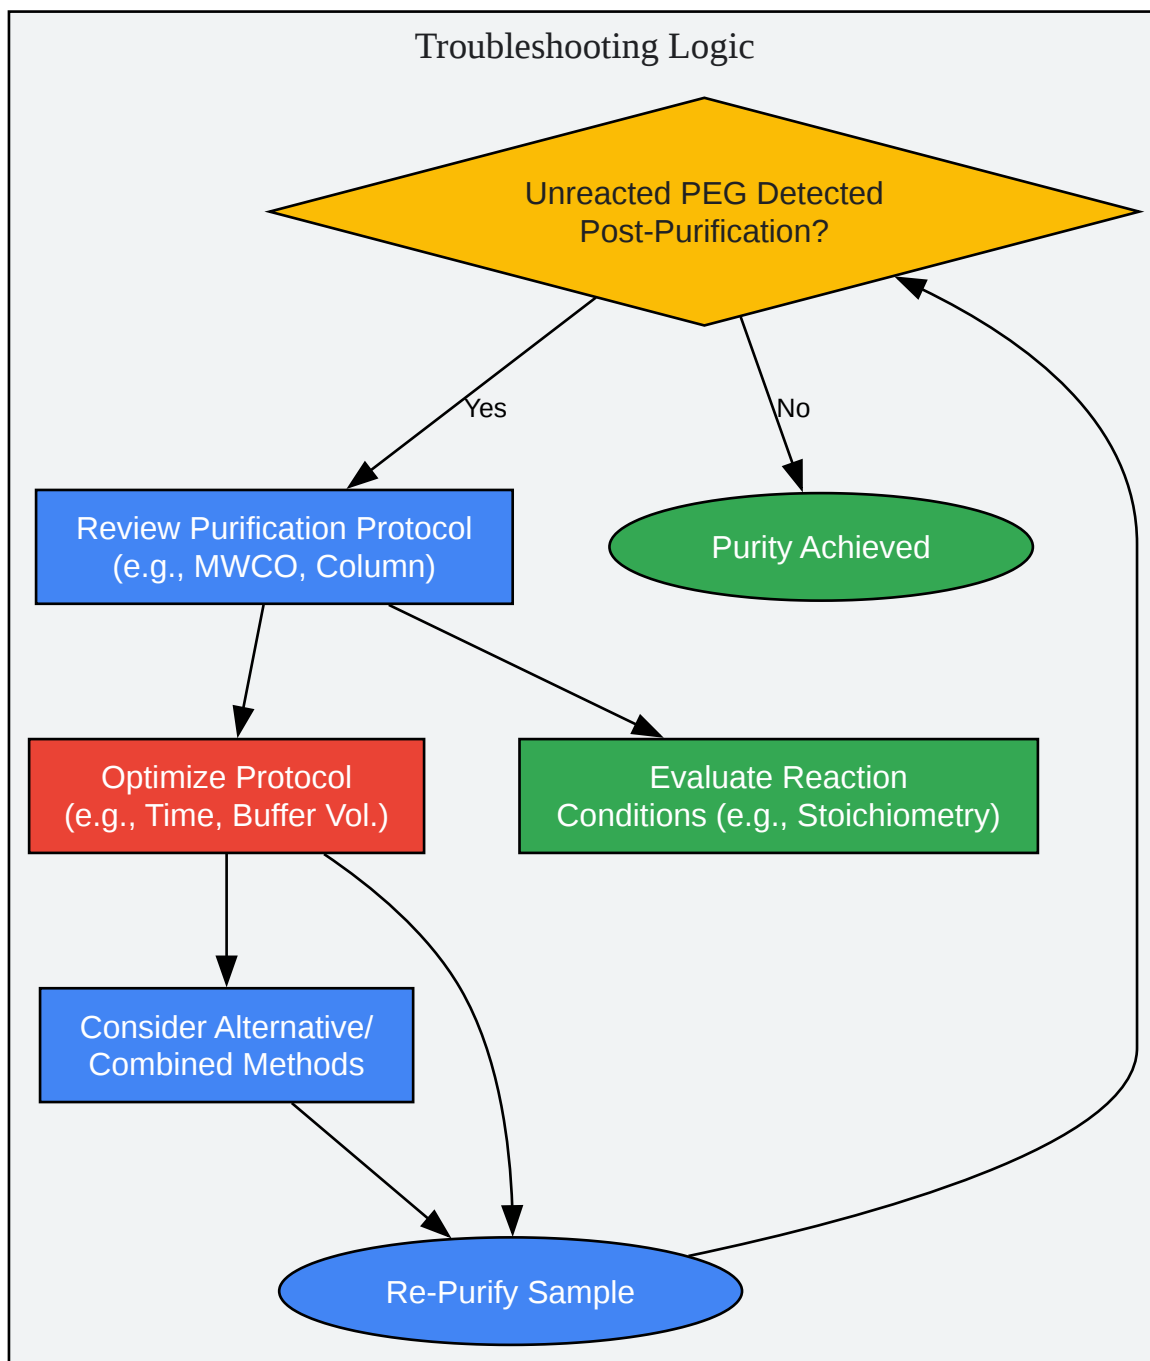 Troubleshooting Logic
Unreacted PEG Detected
Post-Purification?
Yes
No
Review Purification Protocol
(e.g., MWCO, Column)
Purity Achieved
Optimize Protocol
(e.g., Time, Buffer Vol.)
Evaluate Reaction
Conditions (e.g., Stoichiometry)
Consider Alternative/
Combined Methods
Re-Purify Sample